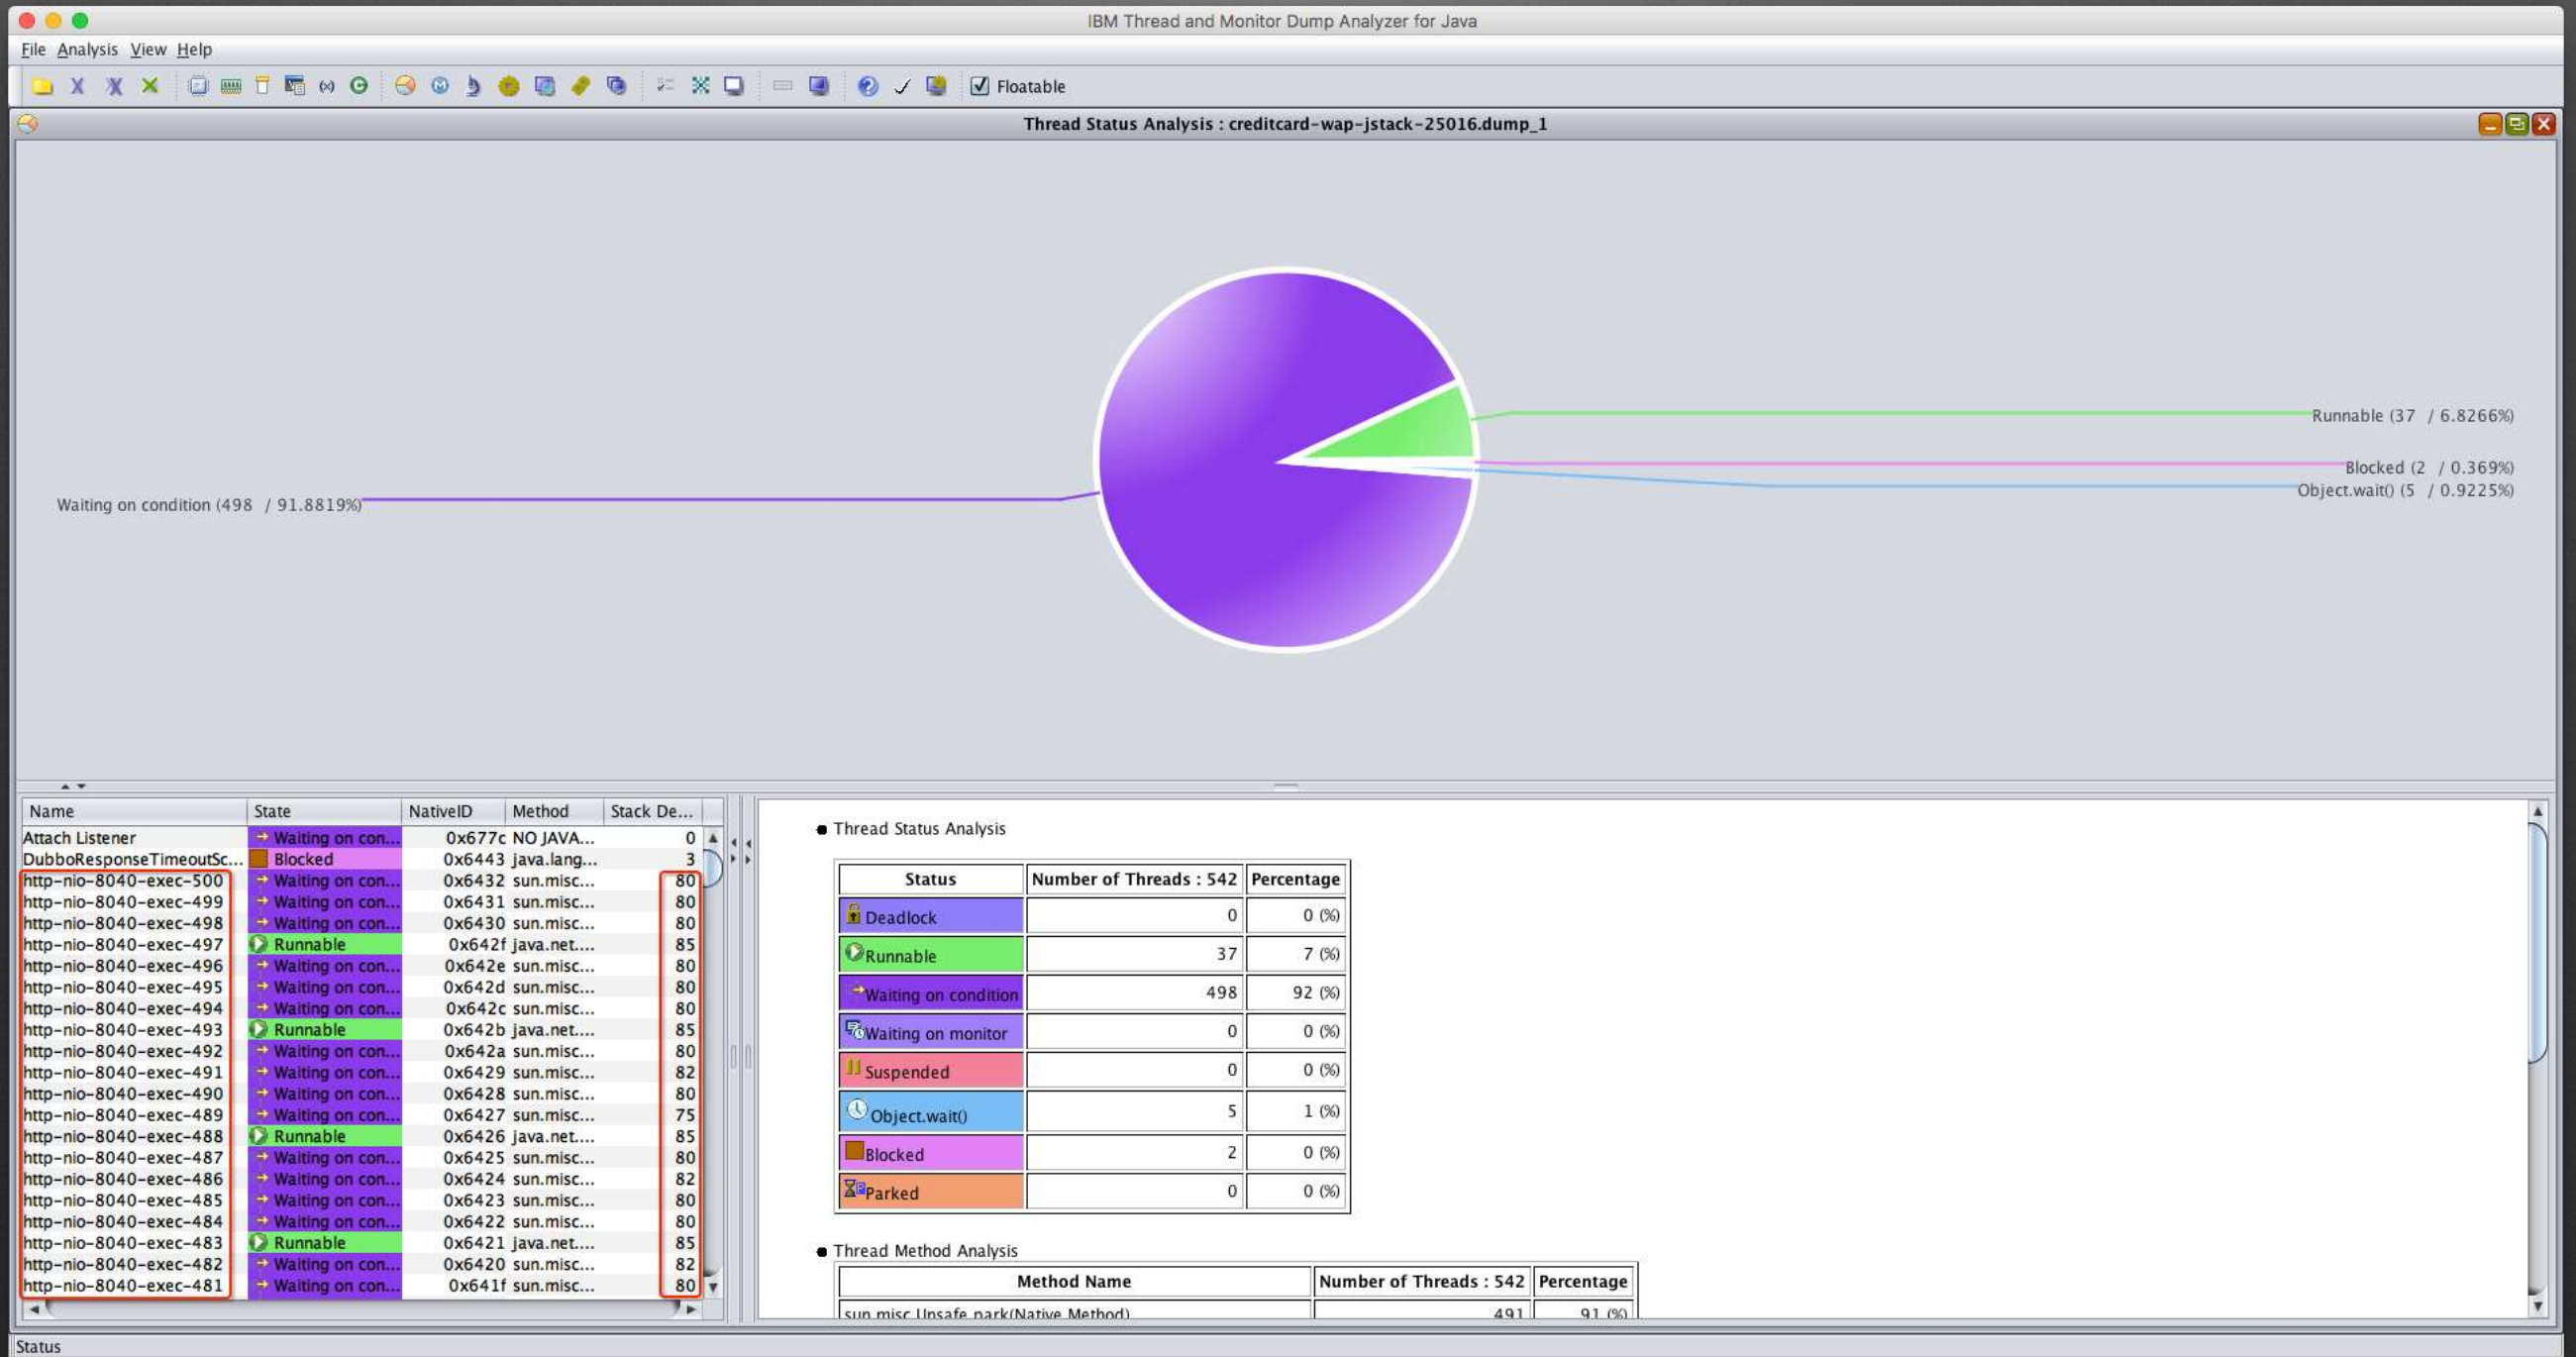 IBM Thread and Monitor Dump Analyzer for Java
File Analysis View Help
Floatable
Thread Status Analysis : creditcard-wap-jstack-25016.dump_1
Runnable (37 / 6.8266%)
Blocked (2 / 0.369%)
Object.wait() (5 / 0.9225%)
Waiting on condition (498 / 91.8819%)
Name State NativeID Method Stack De...
Attach Listener Waiting on con... 0x677c NO JAVA... 0
DubboResponseTimeoutSc... Blocked 0x6443 java.lang... 3
http-nio-8040-exec-500 Waiting on con... 0x6432 sun.misc... 80
http-nio-8040-exec-499 Waiting on con... 0x6431 sun.misc... 80
http-nio-8040-exec-498 Waiting on con... 0x6430 sun.misc... 80
http-nio-8040-exec-497 Runnable 0x642f java.net.... 85
http-nio-8040-exec-496 Waiting on con... 0x642e sun.misc... 80
http-nio-8040-exec-495 Waiting on con... 0x642d sun.misc... 80
http-nio-8040-exec-494 Waiting on con... 0x642c sun.misc... 80
http-nio-8040-exec-493 Runnable 0x642b java.net.... 85
http-nio-8040-exec-492 Waiting on con... 0x642a sun.misc... 80
http-nio-8040-exec-491 Waiting on con... 0x6429 sun.misc... 82
http-nio-8040-exec-490 Waiting on con... 0x6428 sun.misc... 80
http-nio-8040-exec-489 Waiting on con... 0x6427 sun.misc... 75
http-nio-8040-exec-488 Runnable 0x6426 java.net.... 85
http-nio-8040-exec-487 Waiting on con... 0x6425 sun.misc... 80
http-nio-8040-exec-486 Waiting on con... 0x6424 sun.misc... 82
http-nio-8040-exec-485 Waiting on con... 0x6423 sun.misc... 80
http-nio-8040-exec-484 Waiting on con... 0x6422 sun.misc... 80
http-nio-8040-exec-483 Runnable 0x6421 java.net.... 85
http-nio-8040-exec-482 Waiting on con... 0x6420 sun.misc... 82
http-nio-8040-exec-481 Waiting on con... 0x641f sun.misc... 80
Thread Status Analysis
Status Number of Threads : 542 Percentage
Deadlock 0 0 (%)
Runnable 37 7 (%)
Waiting on condition 498 92 (%)
Waiting on monitor 0 0 (%)
Suspended 0 0 (%)
Object.wait() 5 1 (%)
Blocked 2 0 (%)
Parked 0 0 (%)
Thread Method Analysis
Method Name Number of Threads : 542 Percentage
sun.misc.Unsafe.park(Native Method) 491 91 (%)
Status